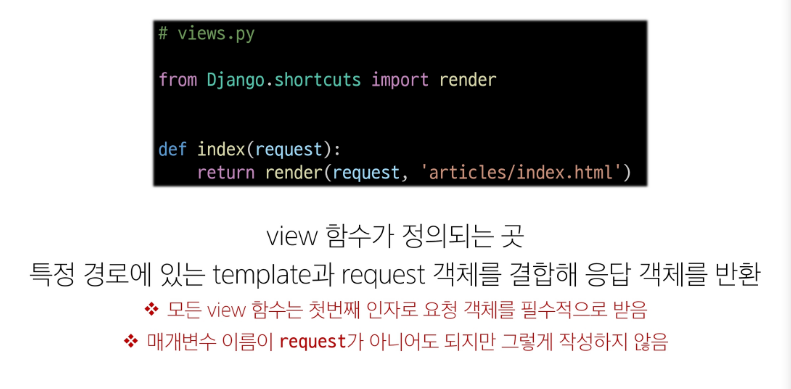 # views.py
from Django.shortcuts import render
def index(request):
    return render(request, 'articles/index.html')
view 함수가 정의되는 곳
특정 경로에 있는 template과 request 객체를 결합해 응답 객체를 반환
❖ 모든 view 함수는 첫번째 인자로 요청 객체를 필수적으로 받음
❖ 매개변수 이름이 request가 아니어도 되지만 그렇게 작성하지 않음